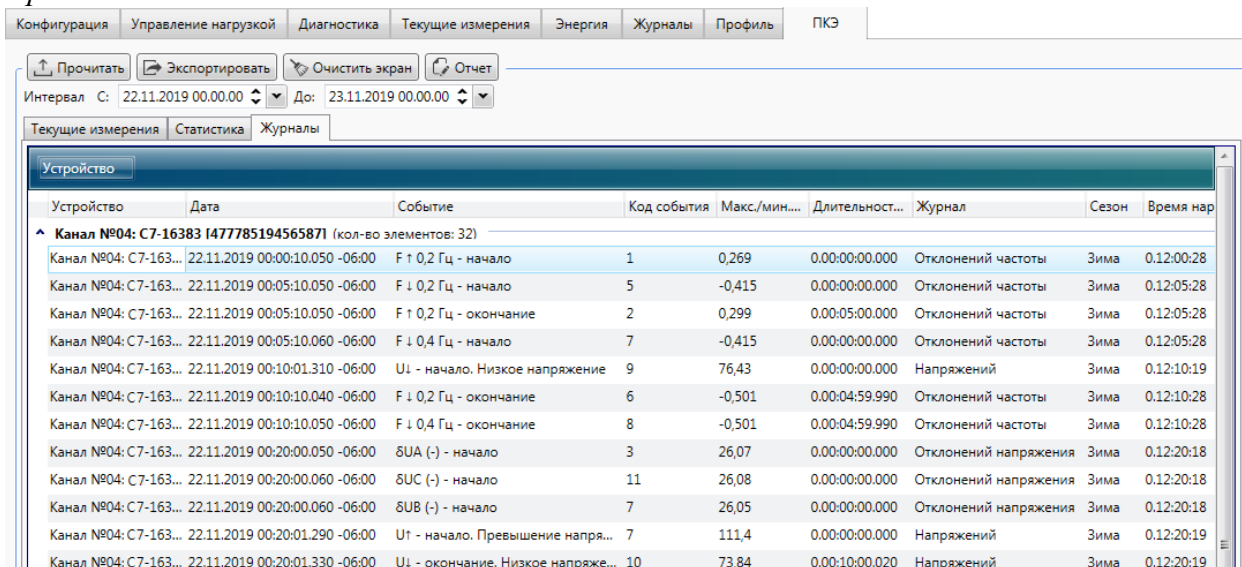 Конфигурация Управление нагрузкой Диагностика Текущие измерения Энергия Журналы Профиль ПКЭ
Прочитать Экспортировать Очистить экран Отчет
Интервал С: 22.11.2019 00.00.00 До: 23.11.2019 00.00.00
Текущие измерения Статистика Журналы
Устройство
Устройство Дата Событие Код события Макс./мин.... Длительност... Журнал Сезон Время нар
Канал №04: С7-16383 [477785194565871] (кол-во элементов: 32)
Канал №04: С7-163... 22.11.2019 00:00:10.050 -06:00 F ↑ 0,2 Гц - начало 1 0,269 0.00:00:00.000 Отклонений частоты Зима 0.12:00:28
Канал №04: С7-163... 22.11.2019 00:05:10.050 -06:00 F ↓ 0,2 Гц - начало 5 -0,415 0.00:00:00.000 Отклонений частоты Зима 0.12:05:28
Канал №04: С7-163... 22.11.2019 00:05:10.050 -06:00 F ↑ 0,2 Гц - окончание 2 0,299 0.00:05:00.000 Отклонений частоты Зима 0.12:05:28
Канал №04: С7-163... 22.11.2019 00:05:10.060 -06:00 F ↓ 0,4 Гц - начало 7 -0,415 0.00:00:00.000 Отклонений частоты Зима 0.12:05:28
Канал №04: С7-163... 22.11.2019 00:10:01.310 -06:00 U↓ - начало. Низкое напряжение 9 76,43 0.00:00:00.000 Напряжений Зима 0.12:10:19
Канал №04: С7-163... 22.11.2019 00:10:10.040 -06:00 F ↓ 0,2 Гц - окончание 6 -0,501 0.00:04:59.990 Отклонений частоты Зима 0.12:10:28
Канал №04: С7-163... 22.11.2019 00:10:10.050 -06:00 F ↓ 0,4 Гц - окончание 8 -0,501 0.00:04:59.990 Отклонений частоты Зима 0.12:10:28
Канал №04: С7-163... 22.11.2019 00:20:00.050 -06:00 δUA (-) - начало 3 26,07 0.00:00:00.000 Отклонений напряжения Зима 0.12:20:18
Канал №04: С7-163... 22.11.2019 00:20:00.060 -06:00 δUC (-) - начало 11 26,08 0.00:00:00.000 Отклонений напряжения Зима 0.12:20:18
Канал №04: С7-163... 22.11.2019 00:20:00.060 -06:00 δUB (-) - начало 7 26,05 0.00:00:00.000 Отклонений напряжения Зима 0.12:20:18
Канал №04: С7-163... 22.11.2019 00:20:01.290 -06:00 U↑ - начало. Превышение напря... 7 111,4 0.00:00:00.000 Напряжений Зима 0.12:20:19
Канал №04: С7-163... 22.11.2019 00:20:01.330 -06:00 U↓ - окончание. Низкое напряже... 10 73,84 0.00:10:00.020 Напряжений Зима 0.12:20:19